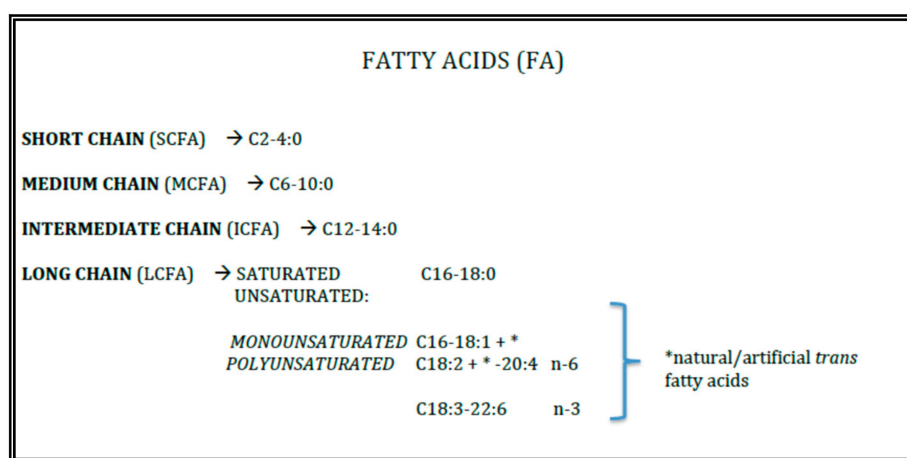 FATTY ACIDS (FA)
SHORT CHAIN (SCFA) → C2-4:0
MEDIUM CHAIN (MCFA) → C6-10:0
INTERMEDIATE CHAIN (ICFA) → C12-14:0
LONG CHAIN (LCFA) → SATURATED C16-18:0
UNSATURATED:
MONOUNSATURATED C16-18:1 + *
POLYUNSATURATED C18:2 + * -20:4 n-6
C18:3-22:6 n-3
*natural/artificial trans
fatty acids